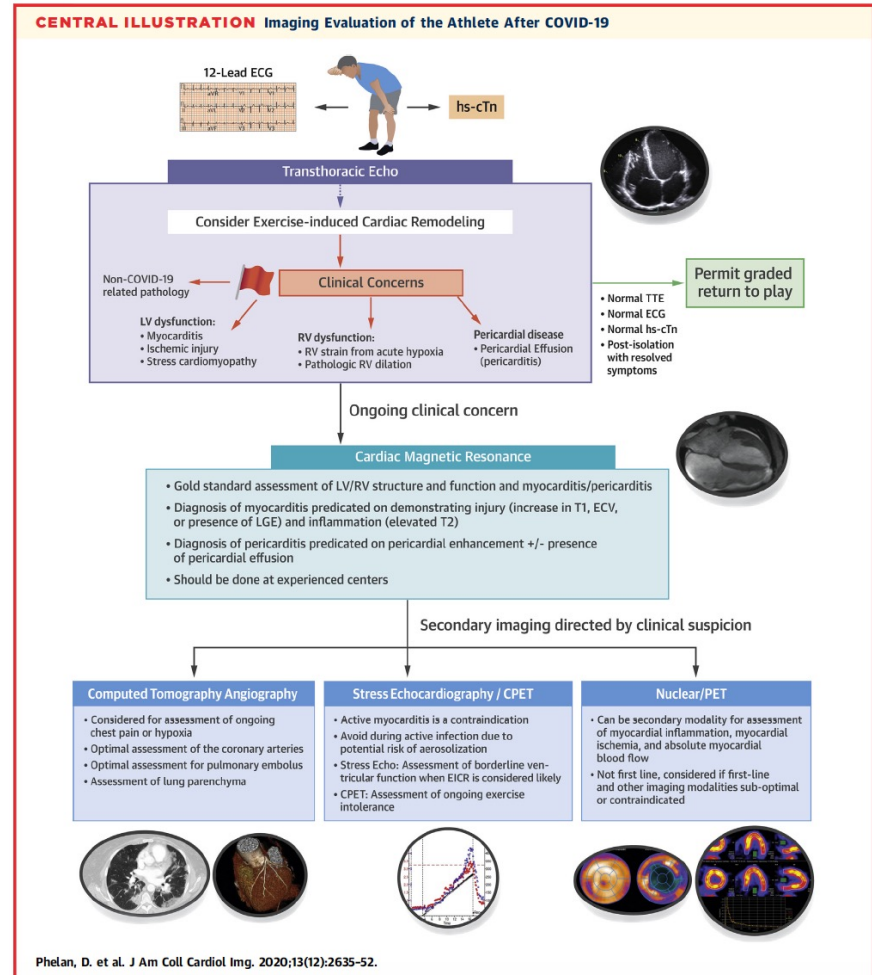 CENTRAL ILLUSTRATION Imaging Evaluation of the Athlete After COVID-19
12-Lead ECG
hs-cTn
Transthoracic Echo
Consider Exercise-induced Cardiac Remodeling
Non-COVID-19
related pathology
Clinical Concerns
LV dysfunction:
• Myocarditis
• Ischemic injury
• Stress cardiomyopathy
RV dysfunction:
• RV strain from acute hypoxia
• Pathologic RV dilation
Pericardial disease
• Pericardial Effusion
(pericarditis)
Permit graded
return to play
• Normal TTE
• Normal ECG
• Normal hs-cTn
• Post-isolation
with resolved
symptoms
Ongoing clinical concern
Cardiac Magnetic Resonance
• Gold standard assessment of LV/RV structure and function and myocarditis/pericarditis
• Diagnosis of myocarditis predicated on demonstrating injury (increase in T1, ECV,
or presence of LGE) and inflammation (elevated T2)
• Diagnosis of pericarditis predicated on pericardial enhancement +/- presence
of pericardial effusion
• Should be done at experienced centers
Secondary imaging directed by clinical suspicion
Computed Tomography Angiography
• Considered for assessment of ongoing
chest pain or hypoxia
• Optimal assessment of the coronary arteries
• Optimal assessment for pulmonary embolus
• Assessment of lung parenchyma
Stress Echocardiography / CPET
• Active myocarditis is a contraindication
• Avoid during active infection due to
potential risk of aerosolization
• Stress Echo: Assessment of borderline ven-
tricular function when EICR is considered likely
• CPET: Assessment of ongoing exercise
intolerance
Nuclear/PET
• Can be secondary modality for assessment
of myocardial inflammation, myocardial
ischemia, and absolute myocardial
blood flow
• Not first line, considered if first-line
and other imaging modalities sub-optimal
or contraindicated
Phelan, D. et al. J Am Coll Cardiol Img. 2020;13(12):2635-52.